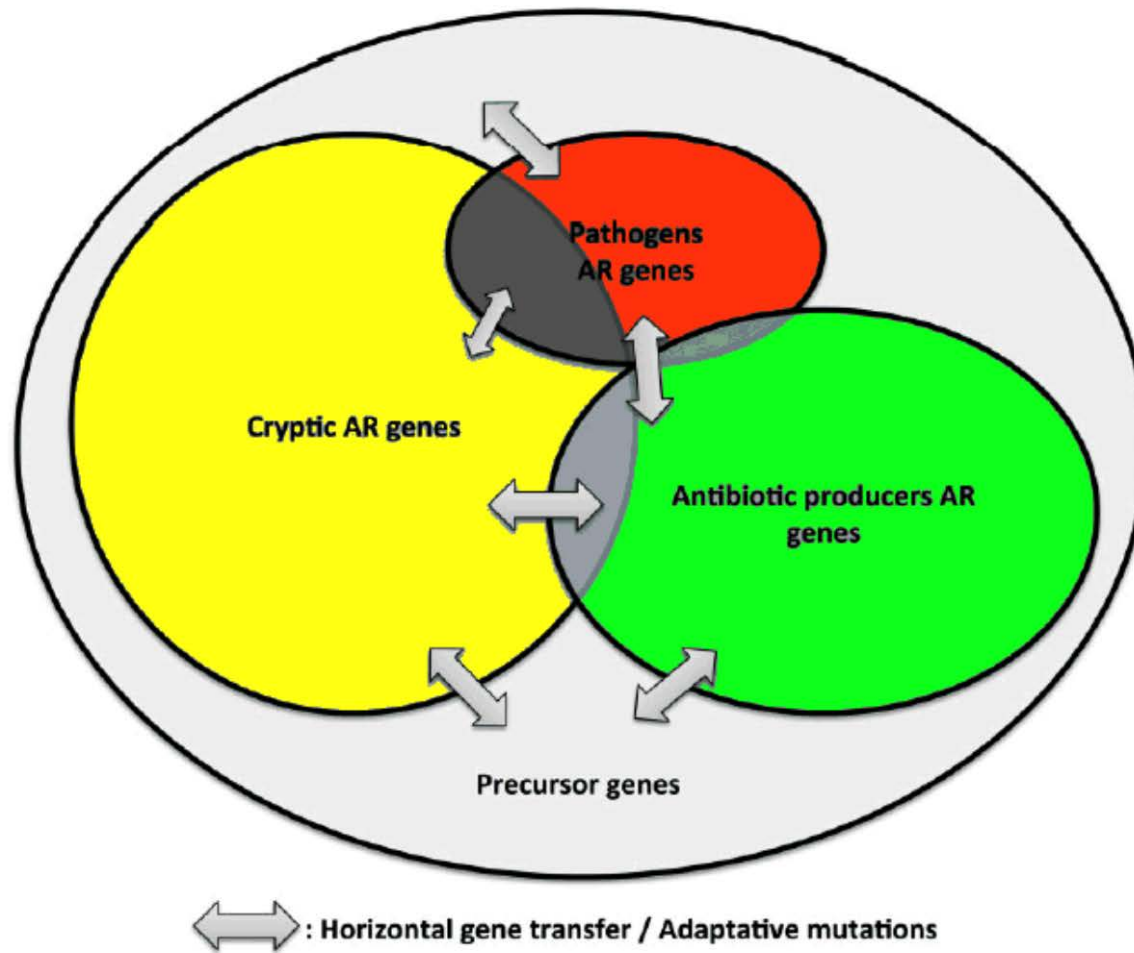 Pathogens
AR genes
Cryptic AR genes
Antibiotic producers AR
genes
Precursor genes
: Horizontal gene transfer / Adaptative mutations